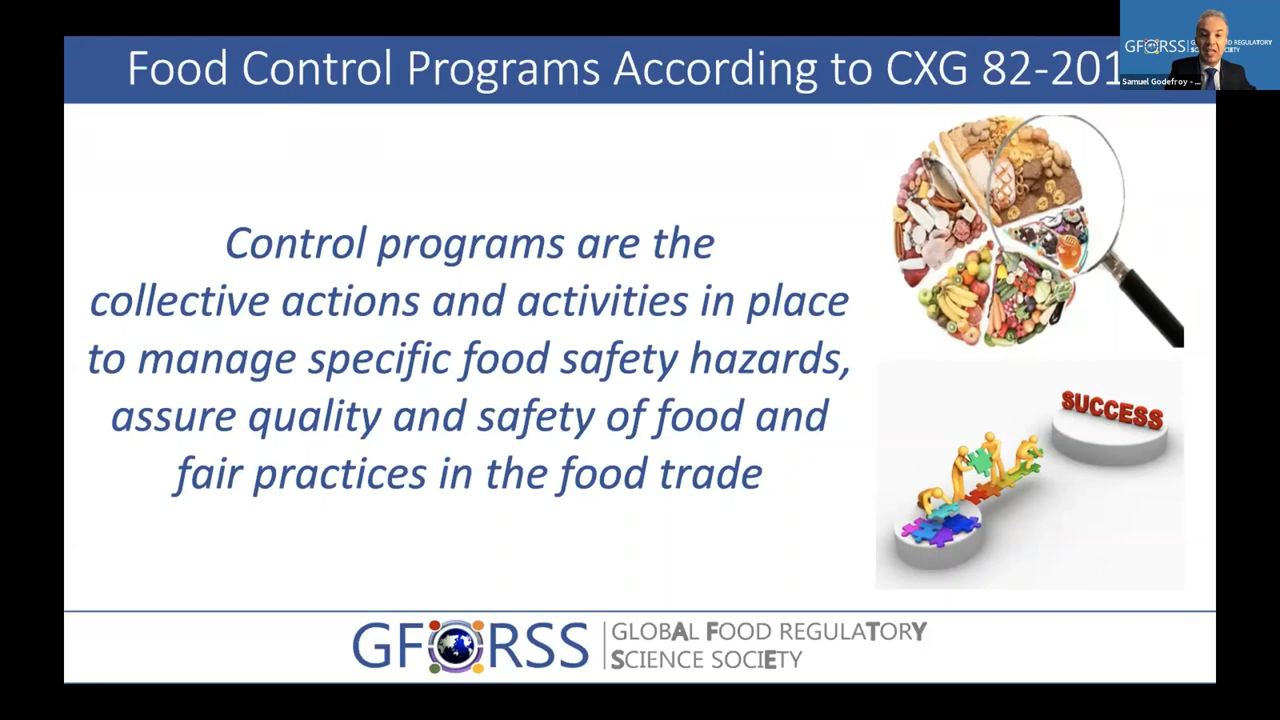 Food Control Programs According to CXG 82-201
Control programs are the
collective actions and activities in place
to manage specific food safety hazards,
assure quality and safety of food and
fair practices in the food trade
SUCCESS
GFORSS
GLOBAL FOOD REGULATORY
SCIENCE SOCIETY
GFORSS
Samuel Godefroy - ...